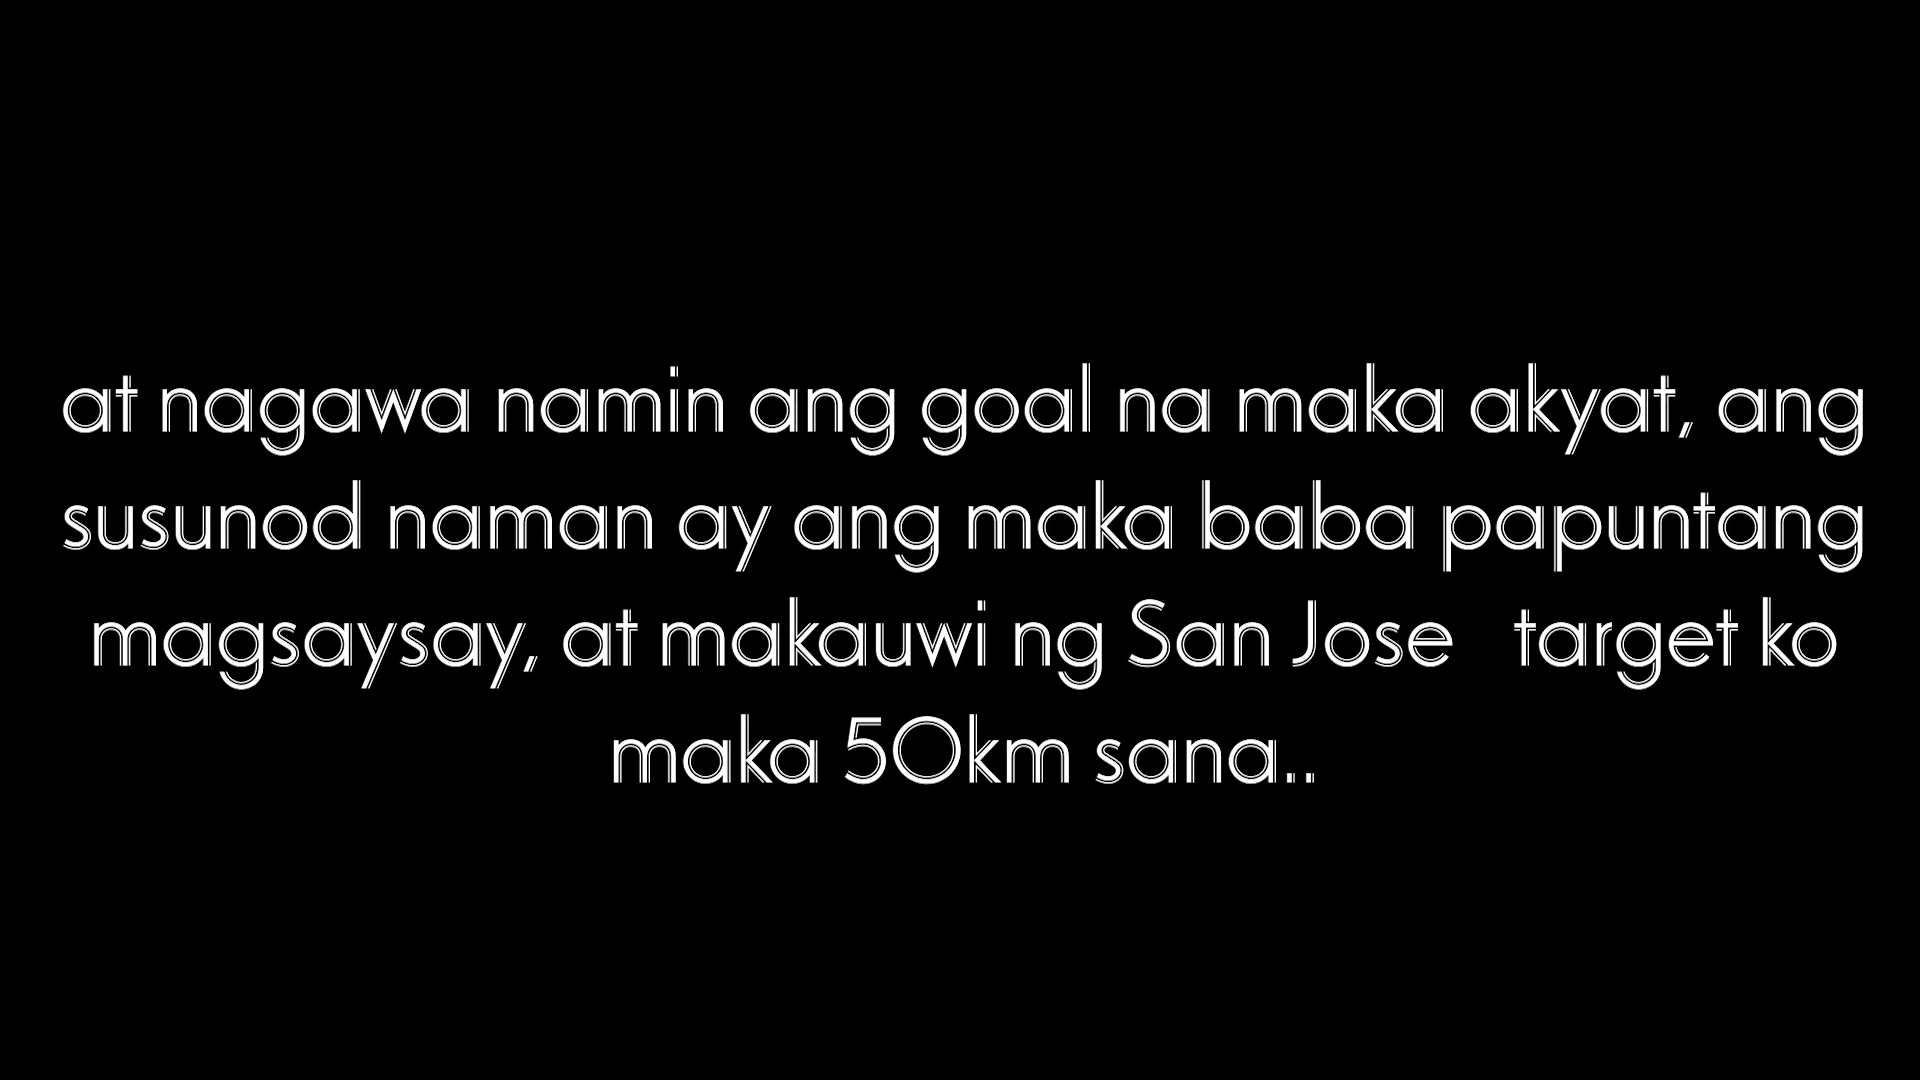 at nagawa namin ang goal na maka akyat, ang
susunod naman ay ang maka baba papuntang
magsaysay, at makauwi ng San Jose   target ko
maka 50km sana..